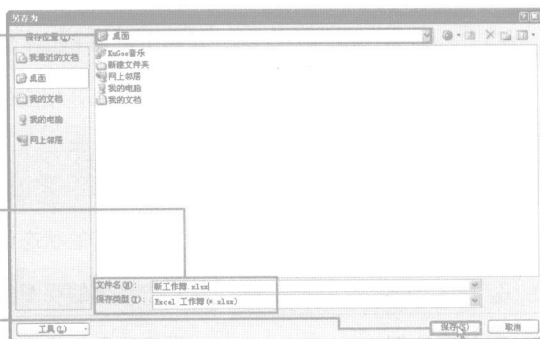 另存为
保存位置(I): 桌面
我最近的文档
桌面
我的文档
我的电脑
网上邻居
KuGoo音乐
新建文件夹
网上邻居
我的电脑
我的文档
文件名(N): 新工作簿.xlsx
保存类型(T): Excel 工作簿(*.xlsx)
工具(L)
保存(S)
取消